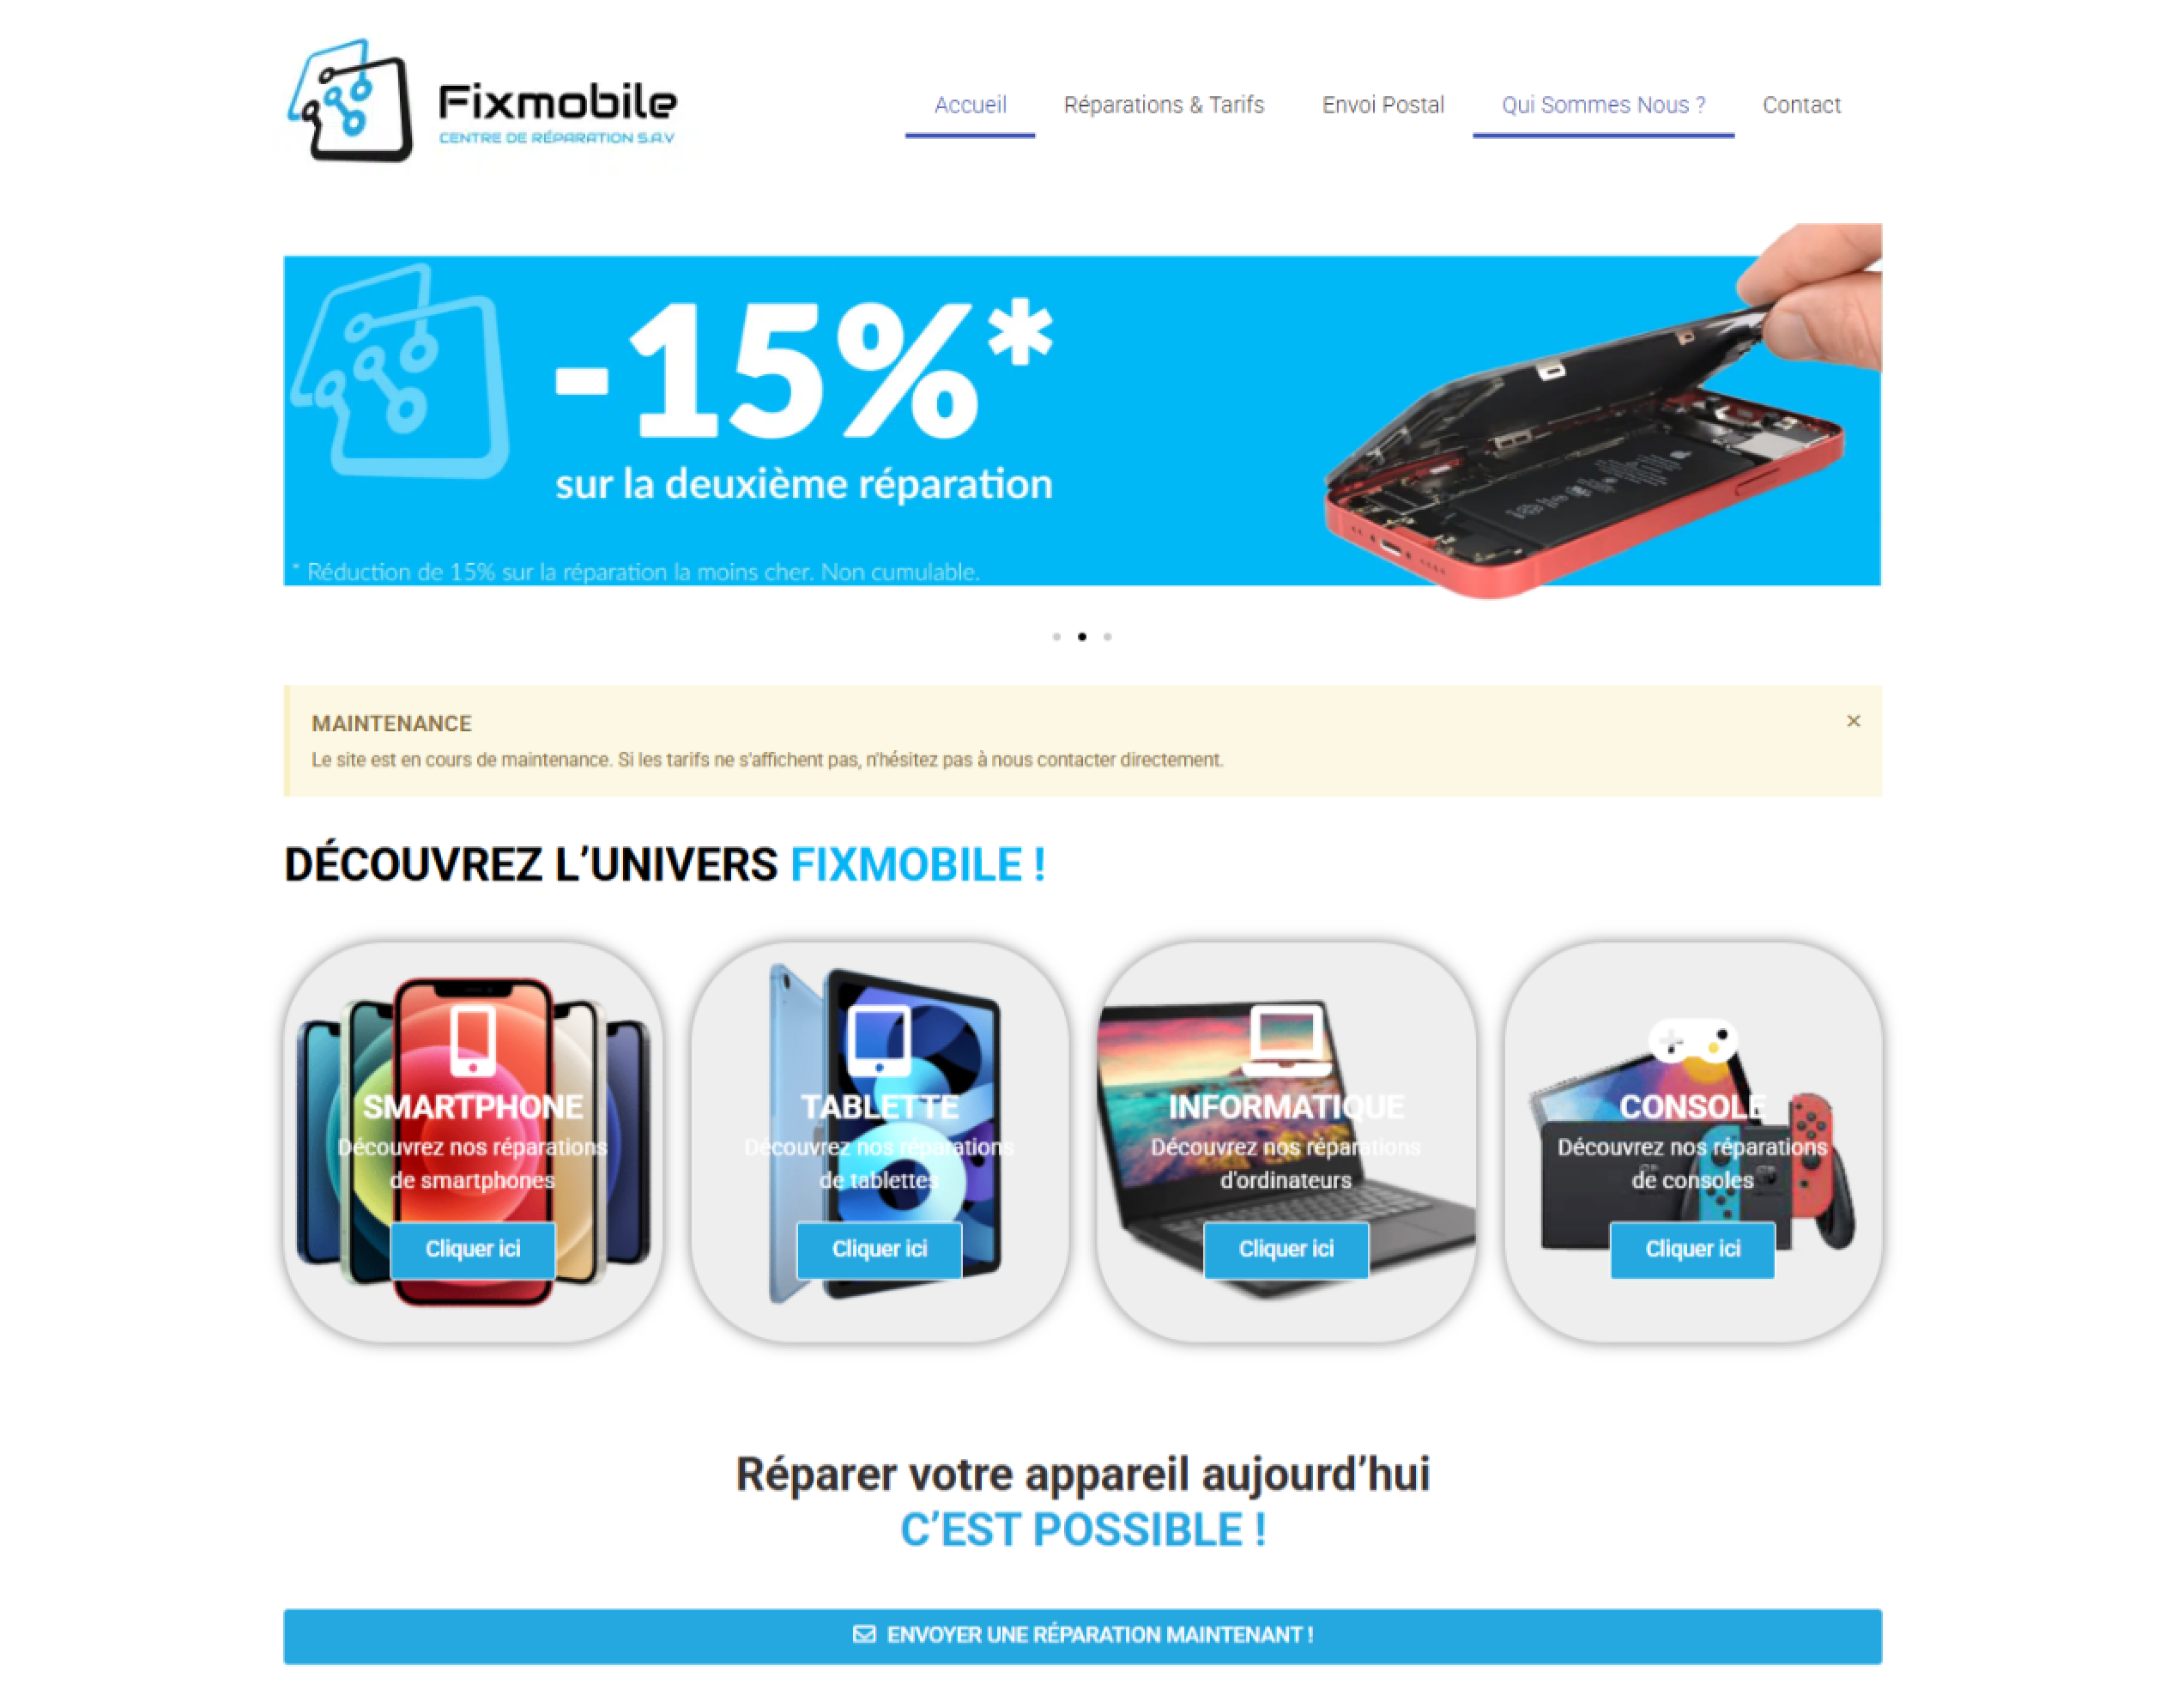 Fixmobile
CENTRE DE RÉPARATION S.A.V
Accueil
Réparations & Tarifs
Envoi Postal
Qui Sommes Nous ?
Contact
-15%*
sur la deuxième réparation
* Réduction de 15% sur la réparation la moins cher. Non cumulable.
MAINTENANCE
×
Le site est en cours de maintenance. Si les tarifs ne s'affichent pas, n'hésitez pas à nous contacter directement.
DÉCOUVREZ L’UNIVERS FIXMOBILE !
SMARTPHONE
Découvrez nos réparations
de smartphones
Cliquer ici
TABLETTE
Découvrez nos réparations
de tablettes
Cliquer ici
INFORMATIQUE
Découvrez nos réparations
d'ordinateurs
Cliquer ici
CONSOLE
Découvrez nos réparations
de consoles
Cliquer ici
Réparer votre appareil aujourd’hui
C’EST POSSIBLE !
ENVOYER UNE RÉPARATION MAINTENANT !